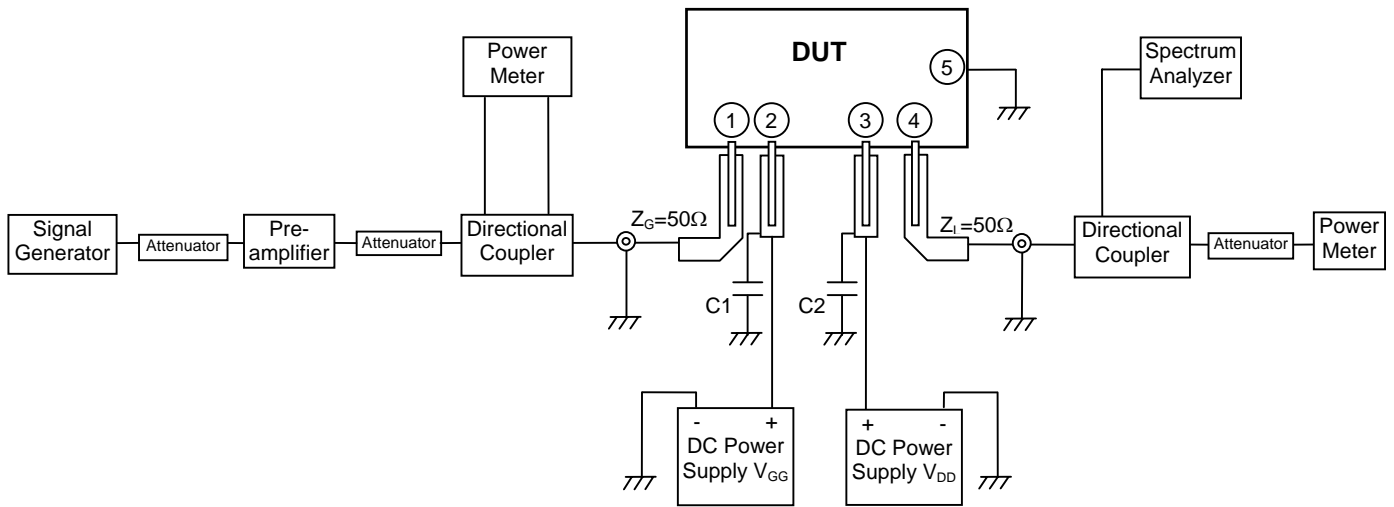 DUT
Power
Meter
Spectrum
Analyzer
5
1
2
3
4
Signal
Generator
Attenuator
Pre-
amplifier
Attenuator
Directional
Coupler
ZG=50Ω
ZL=50Ω
Directional
Coupler
Attenuator
Power
Meter
C1
C2
- +
DC Power
Supply VGG
+ -
DC Power
Supply VDD